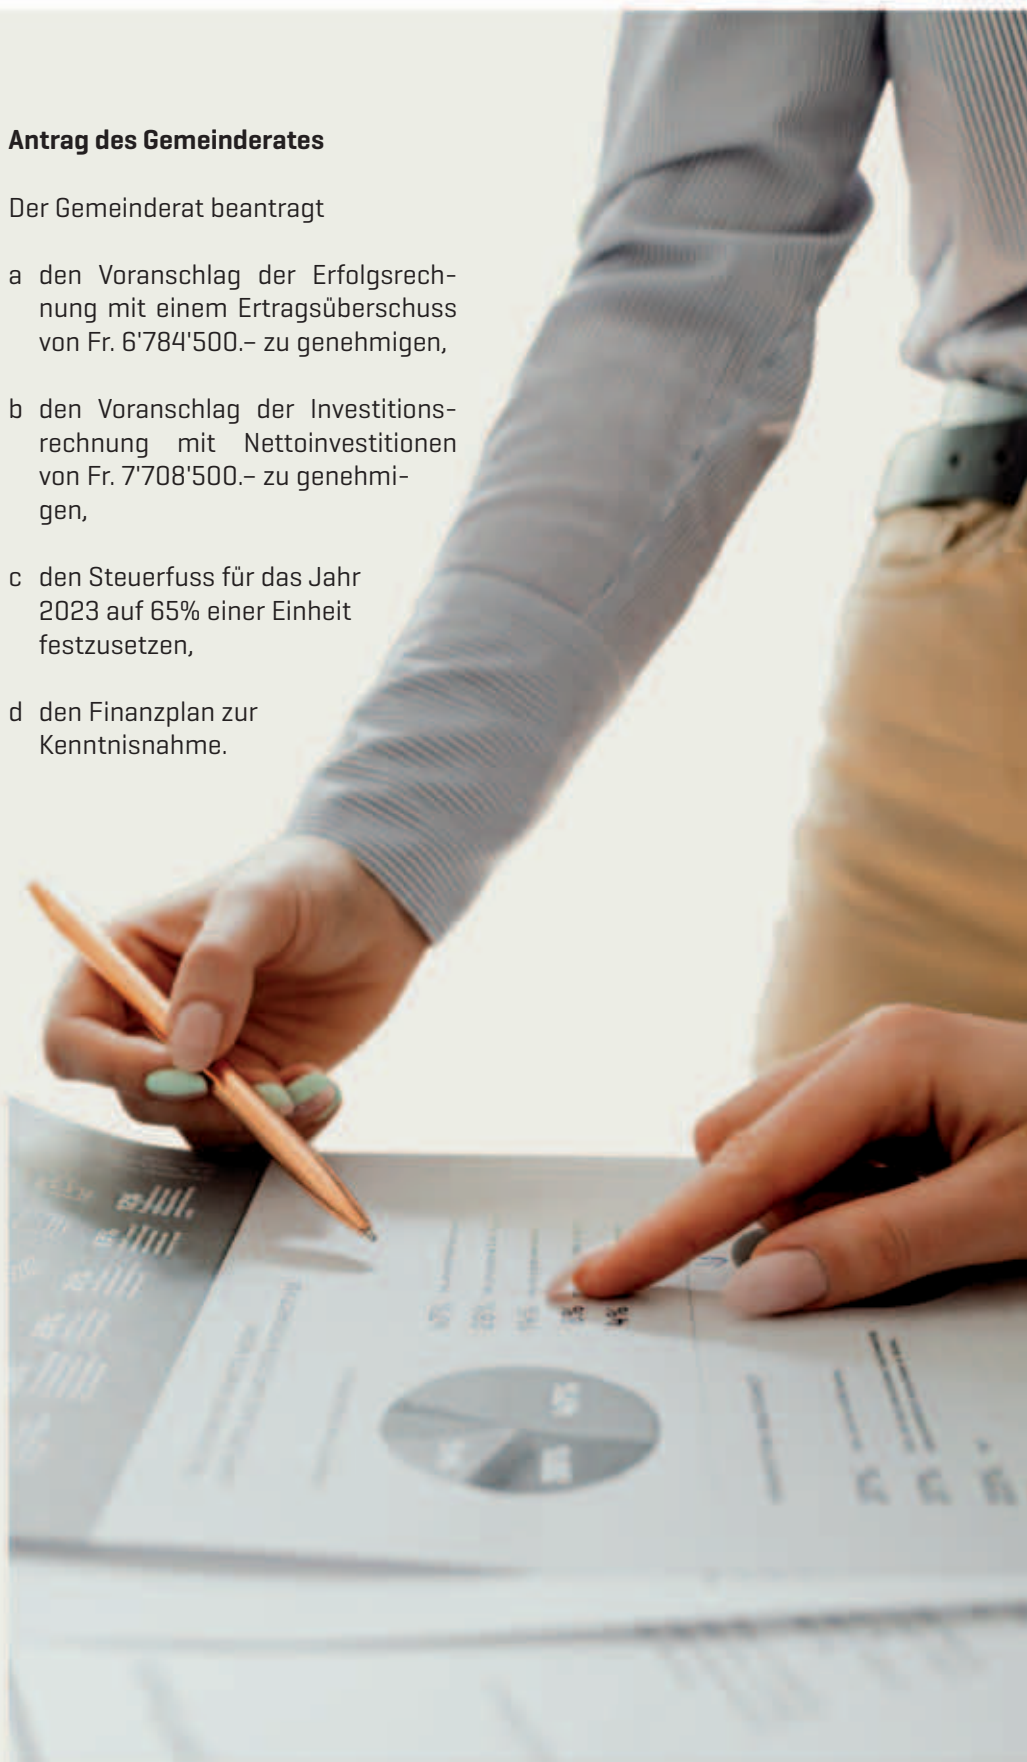 Antrag des Gemeinderates
Der Gemeinderat beantragt
a den Voranschlag der Erfolgsrech-
nung mit einem Ertragsüberschuss
von Fr. 6'784'500.– zu genehmigen,
b den Voranschlag der Investitions-
rechnung mit Nettoinvestitionen
von Fr. 7'708'500.– zu genehmi-
gen,
c den Steuerfuss für das Jahr
2023 auf 65% einer Einheit
festzusetzen,
d den Finanzplan zur
Kenntnisnahme.